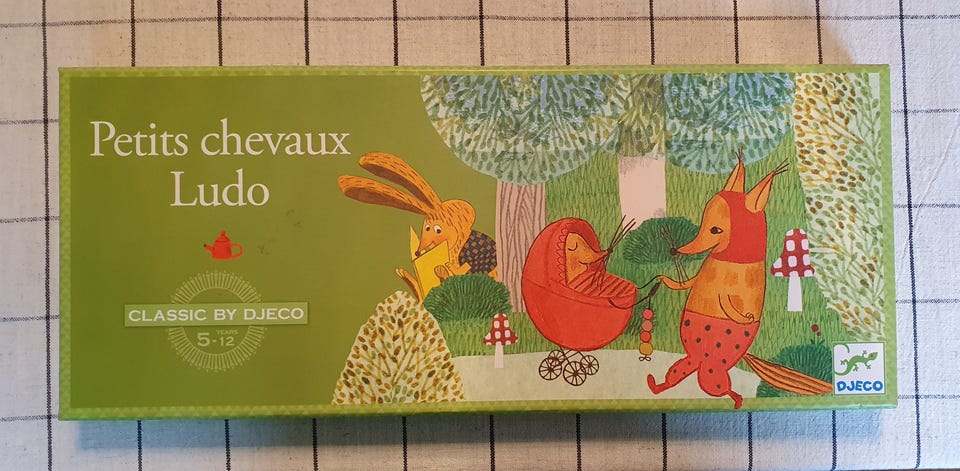 Petits chevaux
Ludo
CLASSIC BY DJECO
YEARS
5-12
DJECO